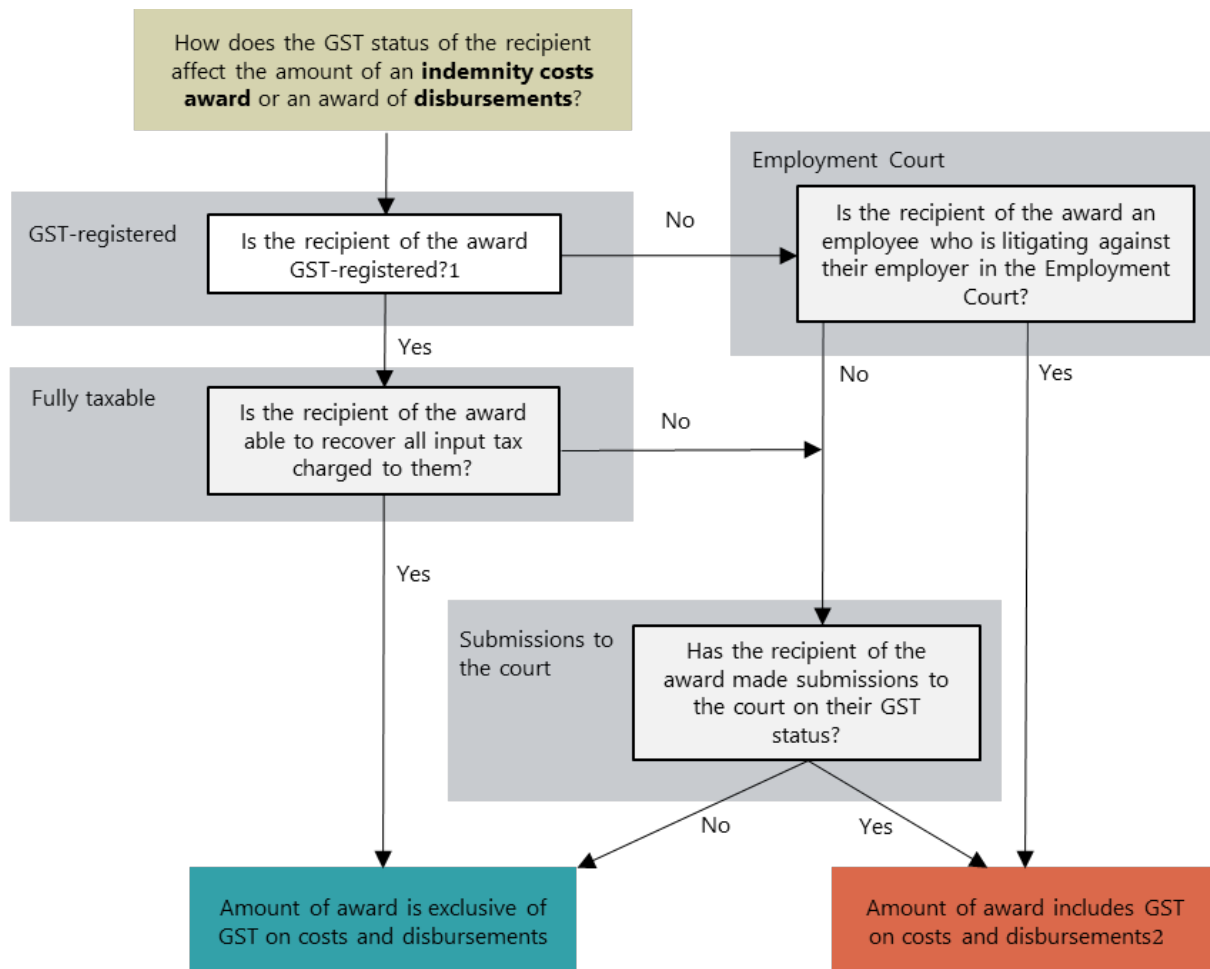 How does the GST status of the recipient
affect the amount of an indemnity costs
award or an award of disbursements?
Employment Court
Is the recipient of the award an
employee who is litigating against
their employer in the Employment
Court?
GST-registered
Is the recipient of the award
GST-registered?1
No
Yes
Fully taxable
Is the recipient of the award
able to recover all input tax
charged to them?
No
No
Yes
Yes
Submissions to
the court
Has the recipient of the
award made submissions to
the court on their GST
status?
No
Yes
Amount of award is exclusive of
GST on costs and disbursements
Amount of award includes GST
on costs and disbursements2